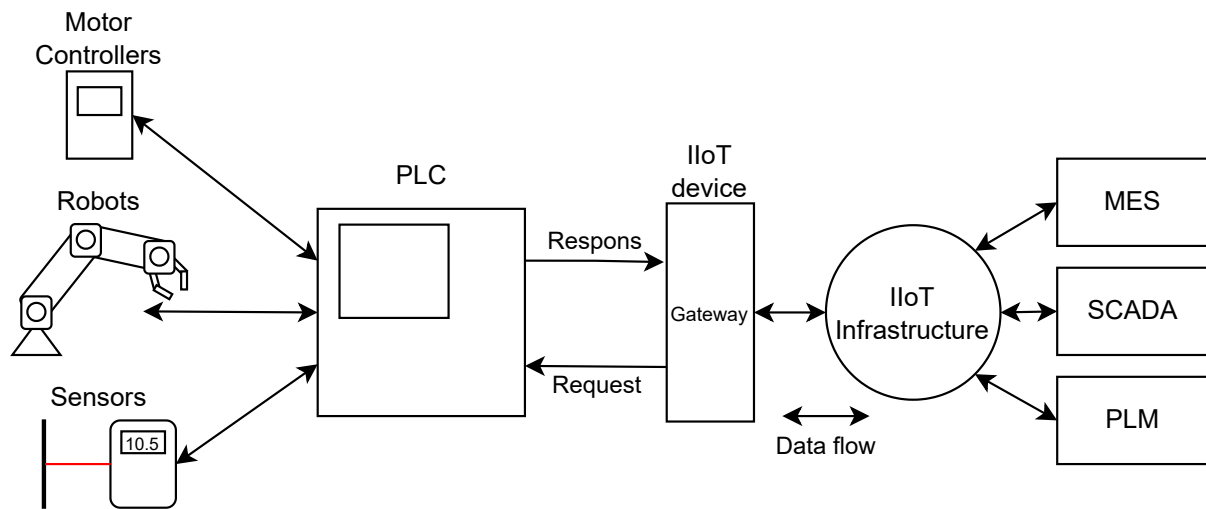 Motor
Controllers
Robots
Sensors
10.5
PLC
Respons
Request
IIoT
device
Gateway
Data flow
IIoT
Infrastructure
MES
SCADA
PLM